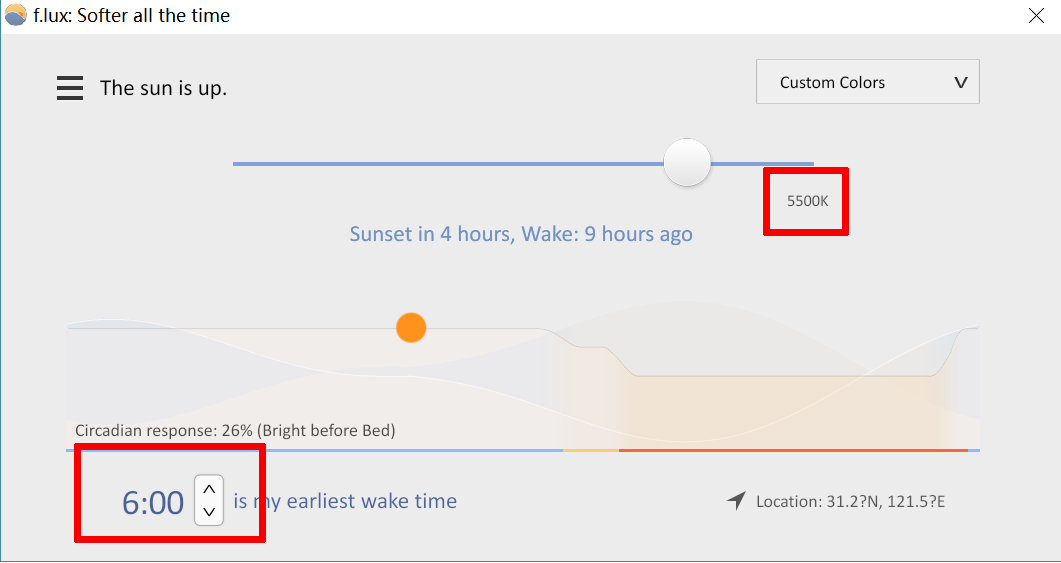 f.lux: Softer all the time
The sun is up.
Custom Colors
5500K
Sunset in 4 hours, Wake: 9 hours ago
Circadian response: 26% (Bright before Bed)
6:00 is my earliest wake time
Location: 31.2?N, 121.5?E